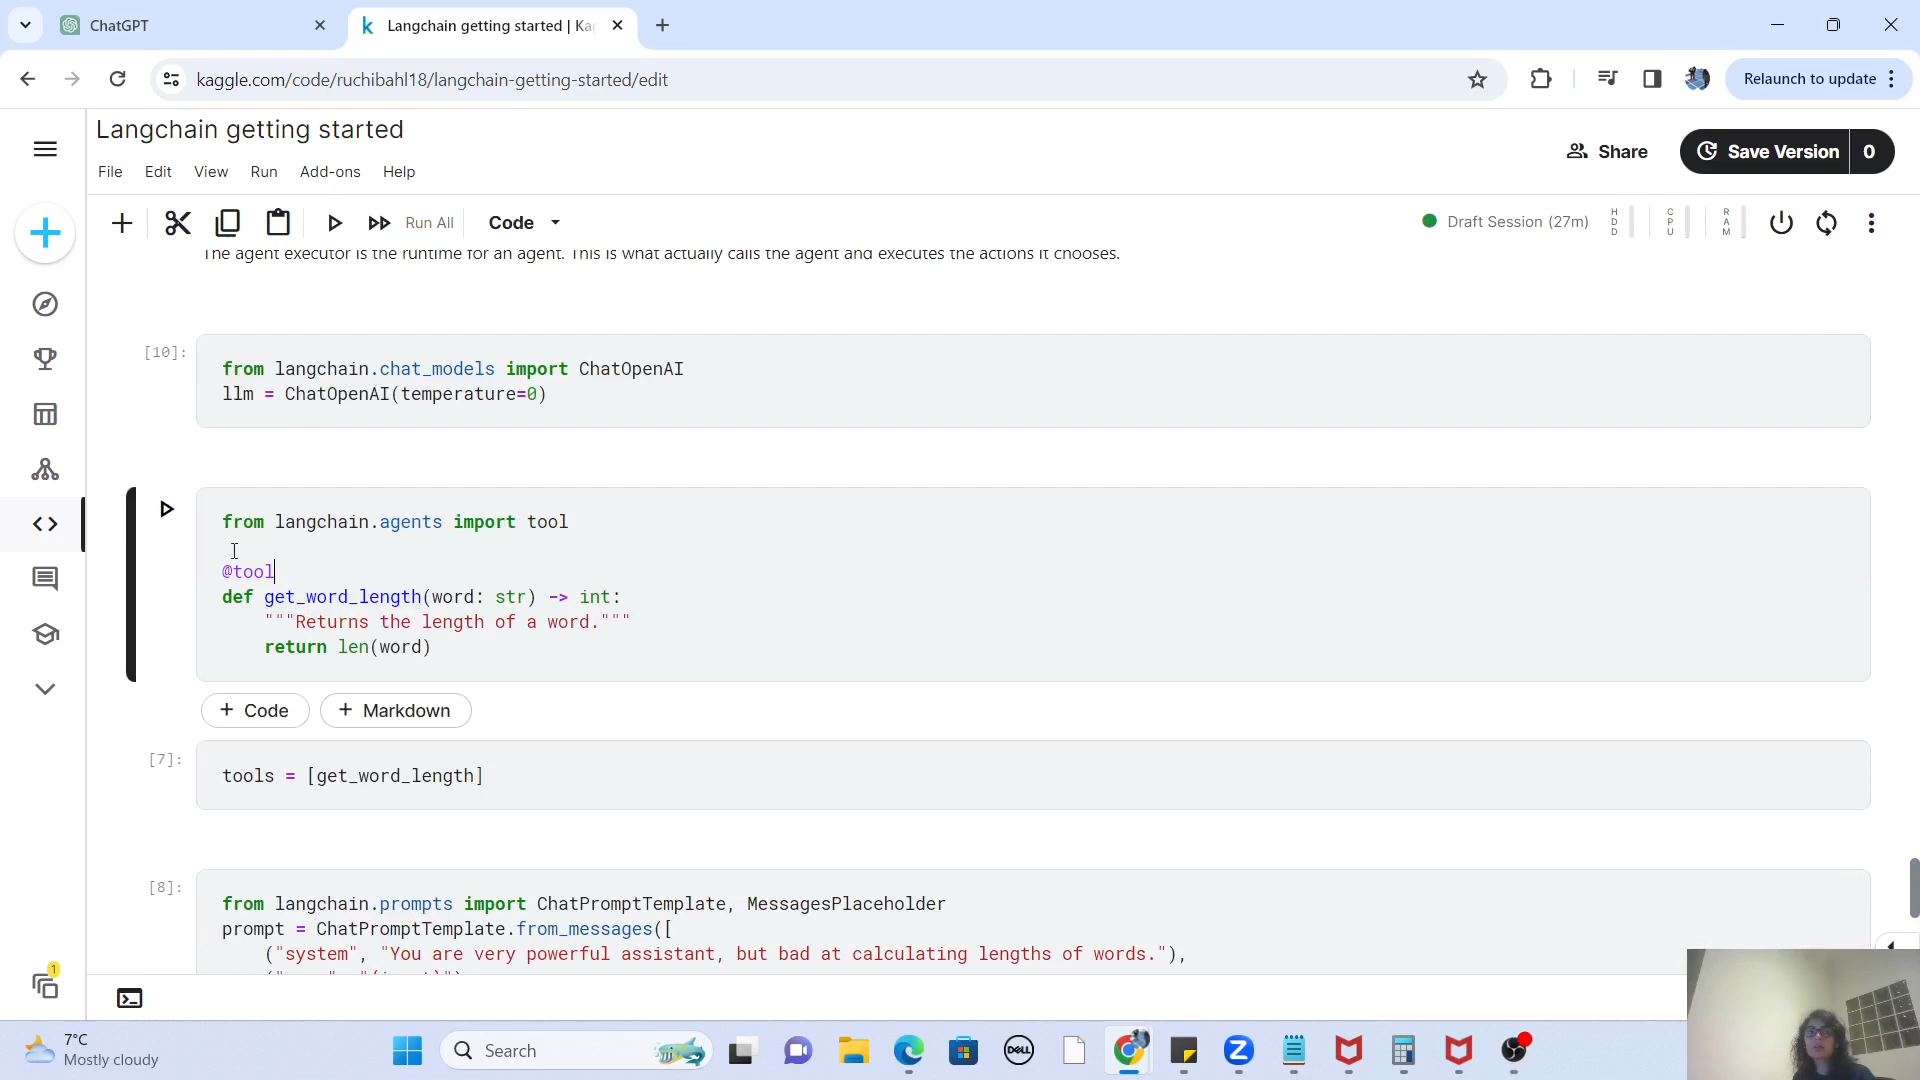 ChatGPT
Langchain getting started | Ka
kaggle.com/code/ruchibahl18/langchain-getting-started/edit
Relaunch to update
Langchain getting started
File Edit View Run Add-ons Help
Share
Save Version 0
Run All
Code
Draft Session (27m)
HDD
CPU
RAM
The agent executor is the runtime for an agent. This is what actually calls the agent and executes the actions it chooses.
[10]:
from langchain.chat_models import ChatOpenAI
llm = ChatOpenAI(temperature=0)
from langchain.agents import tool
@tool
def get_word_length(word: str) -> int:
"""Returns the length of a word."""
return len(word)
+ Code + Markdown
[7]:
tools = [get_word_length]
[8]:
from langchain.prompts import ChatPromptTemplate, MessagesPlaceholder
prompt = ChatPromptTemplate.from_messages([
("system", "You are very powerful assistant, but bad at calculating lengths of words."),
1
7°C
Mostly cloudy
Search
DELL